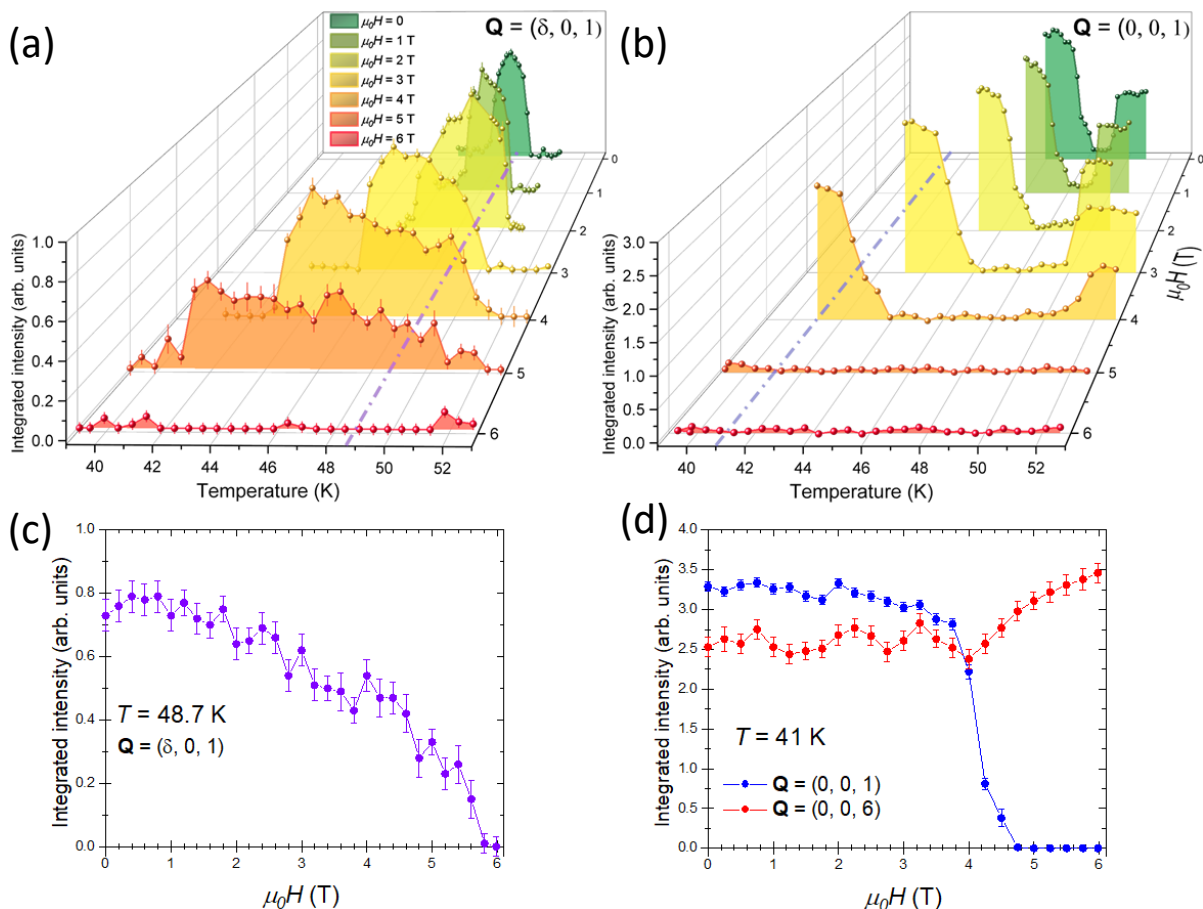 (a)
μ₀H = 0
μ₀H = 1 T
μ₀H = 2 T
μ₀H = 3 T
μ₀H = 4 T
μ₀H = 5 T
μ₀H = 6 T
Q = (δ, 0, 1)
Integrated intensity (arb. units)
1.0
0.8
0.6
0.4
0.2
0.0
40 42 44 46 48 50 52
Temperature (K)
0
1
2
3
4
5
6
(b)
Q = (0, 0, 1)
Integrated intensity (arb. units)
3.0
2.5
2.0
1.5
1.0
0.5
0.0
40 42 44 46 48 50 52
Temperature (K)
0
1
2
3
4
5
6
μ₀H (T)
(c)
Integrated intensity (arb. units)
1.0
0.8
0.6
0.4
0.2
0.0
T = 48.7 K
Q = (δ, 0, 1)
0 1 2 3 4 5 6
μ₀H (T)
(d)
Integrated intensity (arb. units)
4.0
3.5
3.0
2.5
2.0
1.5
1.0
0.5
0.0
T = 41 K
Q = (0, 0, 1)
Q = (0, 0, 6)
0 1 2 3 4 5 6
μ₀H (T)